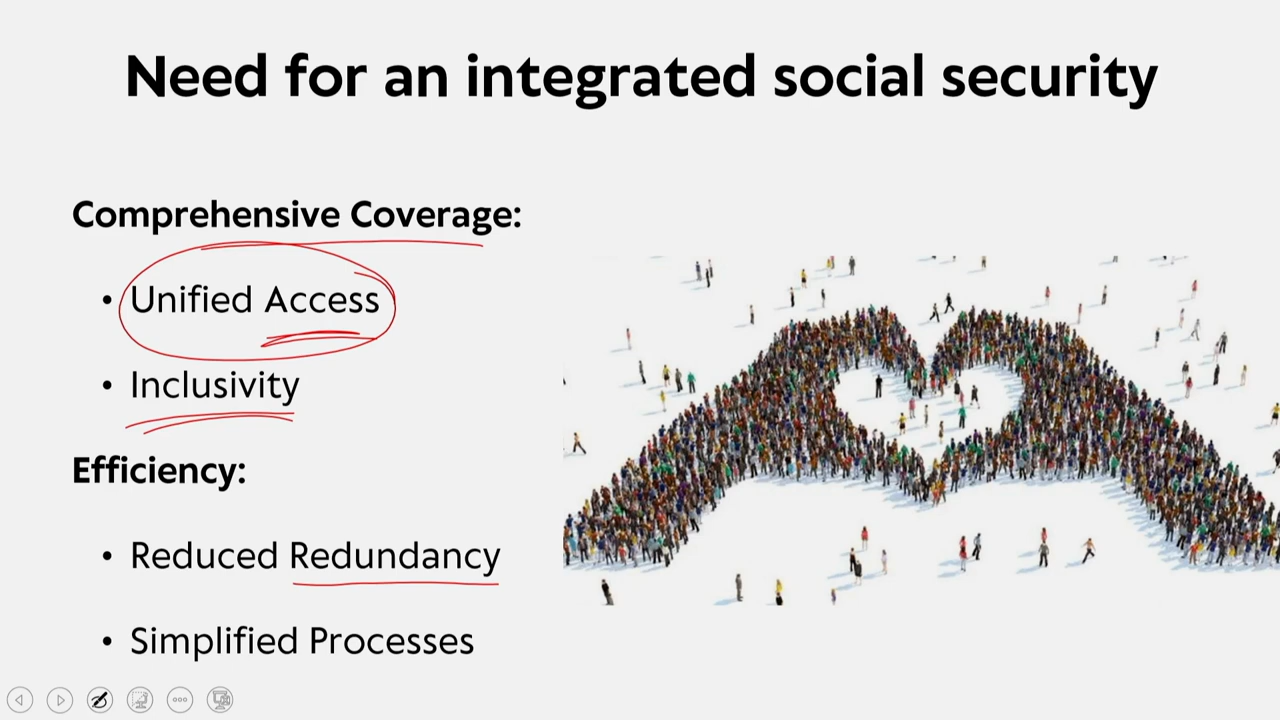 Need for an integrated social security
Comprehensive Coverage:
• Unified Access
• Inclusivity
Efficiency:
• Reduced Redundancy
• Simplified Processes